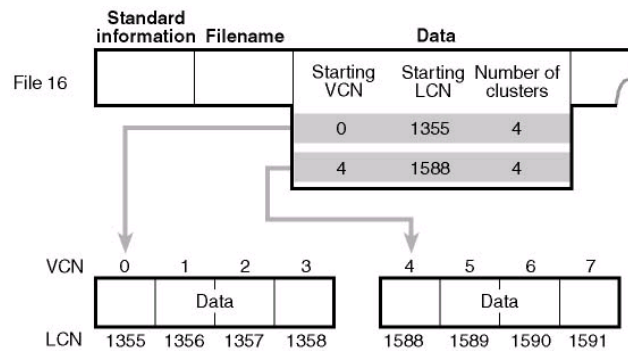 Standard information Filename Data
File 16
Starting VCN Starting LCN Number of clusters
0 1355 4
4 1588 4
VCN 0 1 2 3 4 5 6 7
Data Data
LCN 1355 1356 1357 1358 1588 1589 1590 1591